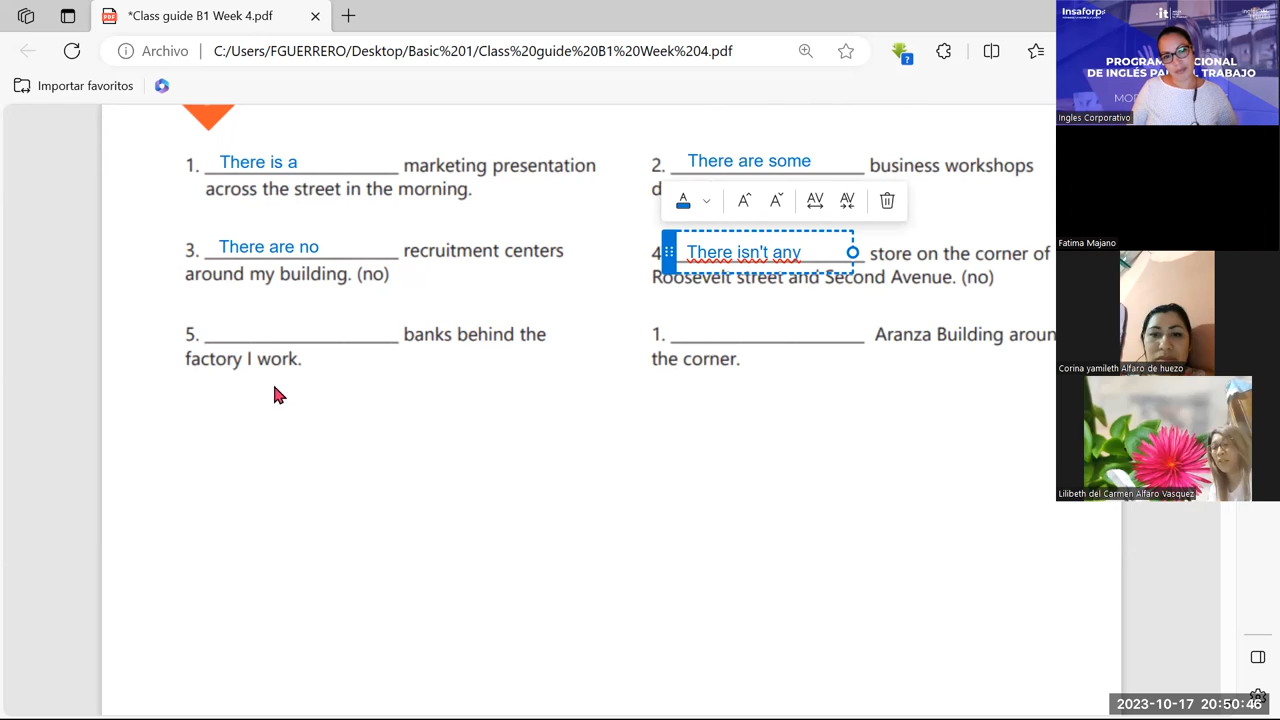 *Class guide B1 Week 4.pdf
Archivo
C:/Users/FGUERRERO/Desktop/Basic%201/Class%20guide%20B1%20Week%204.pdf
Importar favoritos
1. There is a marketing presentation
across the street in the morning.
2. There are some business workshops
d
3. There are no recruitment centers
around my building. (no)
4. There isn't any store on the corner of
Roosevelt street and Second Avenue. (no)
5. banks behind the
factory I work.
1. Aranza Building aroun
the corner.
Insaforp
it
PROGRAMA NACIONAL
DE INGLÉS PA L TRABAJO
MOD
Ingles Corporativo
Fatima Majano
Corina yamileth Alfaro de huezo
Lilibeth del Carmen Alfaro Vasquez
2023-10-17 20:50:46